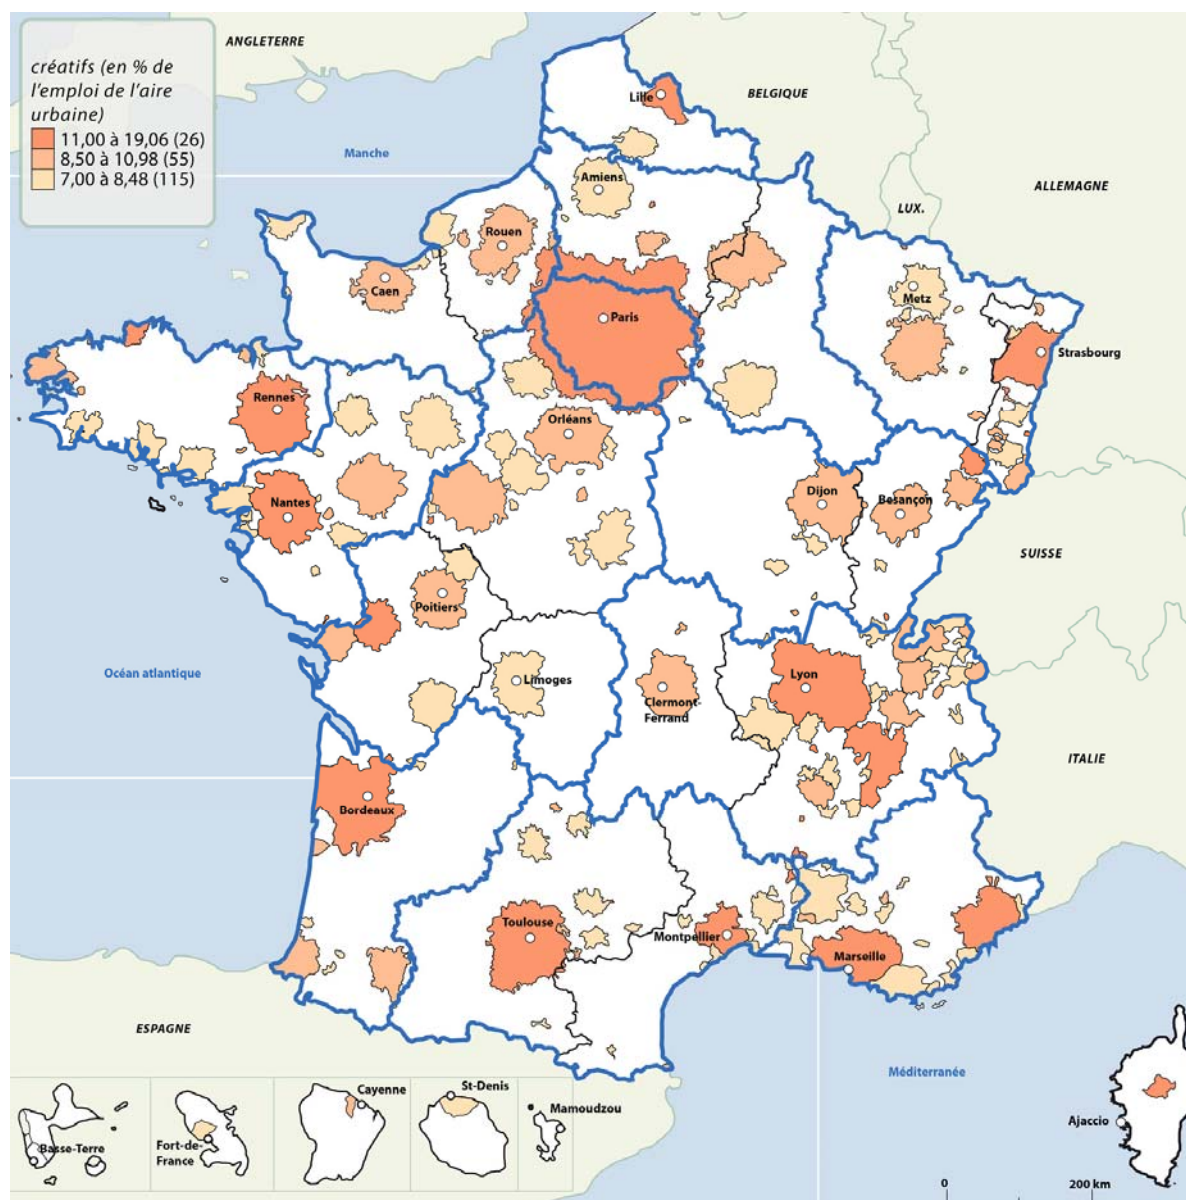 créatifs (en % de
l'emploi de l'aire
urbaine)
11,00 à 19,06 (26)
8,50 à 10,98 (55)
7,00 à 8,48 (115)
ANGLETERRE
BELGIQUE
Lille
Manche
Amiens
ALLEMAGNE
LUX.
Rouen
Caen
Metz
Paris
Strasbourg
Rennes
Orléans
Dijon
Besançon
Nantes
SUISSE
Poitiers
Océan atlantique
Limoges
Lyon
Clermont-
Ferrand
ITALIE
Bordeaux
Toulouse
Montpellier
Marseille
ESPAGNE
Méditerranée
Cayenne
St-Denis
Mamoudzou
Basse-Terre
Fort-de-
France
Ajaccio
0
200 km